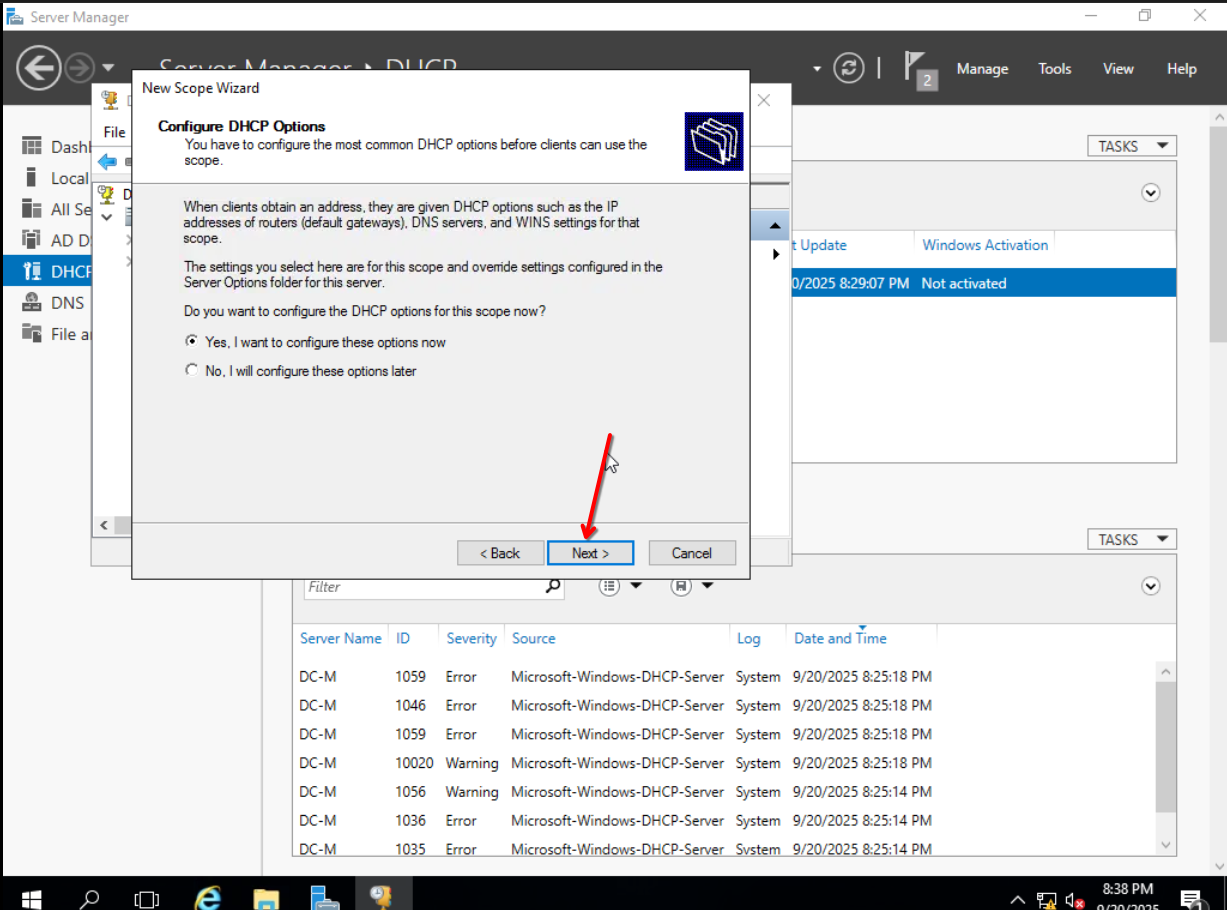 Server Manager
Server Manager ▸ DHCP
2
Manage
Tools
View
Help
New Scope Wizard
Configure DHCP Options
You have to configure the most common DHCP options before clients can use the
scope.
File
Dash
Local
All Se
AD D
DHCP
DNS
File a
D
When clients obtain an address, they are given DHCP options such as the IP
addresses of routers (default gateways), DNS servers, and WINS settings for that
scope.
The settings you select here are for this scope and override settings configured in the
Server Options folder for this server.
Do you want to configure the DHCP options for this scope now?
Yes, I want to configure these options now
No, I will configure these options later
< Back
Next >
Cancel
TASKS
t Update
Windows Activation
0/2025 8:29:07 PM
Not activated
TASKS
Filter
Server Name ID Severity Source Log Date and Time
DC-M 1059 Error Microsoft-Windows-DHCP-Server System 9/20/2025 8:25:18 PM
DC-M 1046 Error Microsoft-Windows-DHCP-Server System 9/20/2025 8:25:18 PM
DC-M 1059 Error Microsoft-Windows-DHCP-Server System 9/20/2025 8:25:18 PM
DC-M 10020 Warning Microsoft-Windows-DHCP-Server System 9/20/2025 8:25:18 PM
DC-M 1056 Warning Microsoft-Windows-DHCP-Server System 9/20/2025 8:25:14 PM
DC-M 1036 Error Microsoft-Windows-DHCP-Server System 9/20/2025 8:25:14 PM
DC-M 1035 Error Microsoft-Windows-DHCP-Server System 9/20/2025 8:25:14 PM
8:38 PM
9/20/2025
1